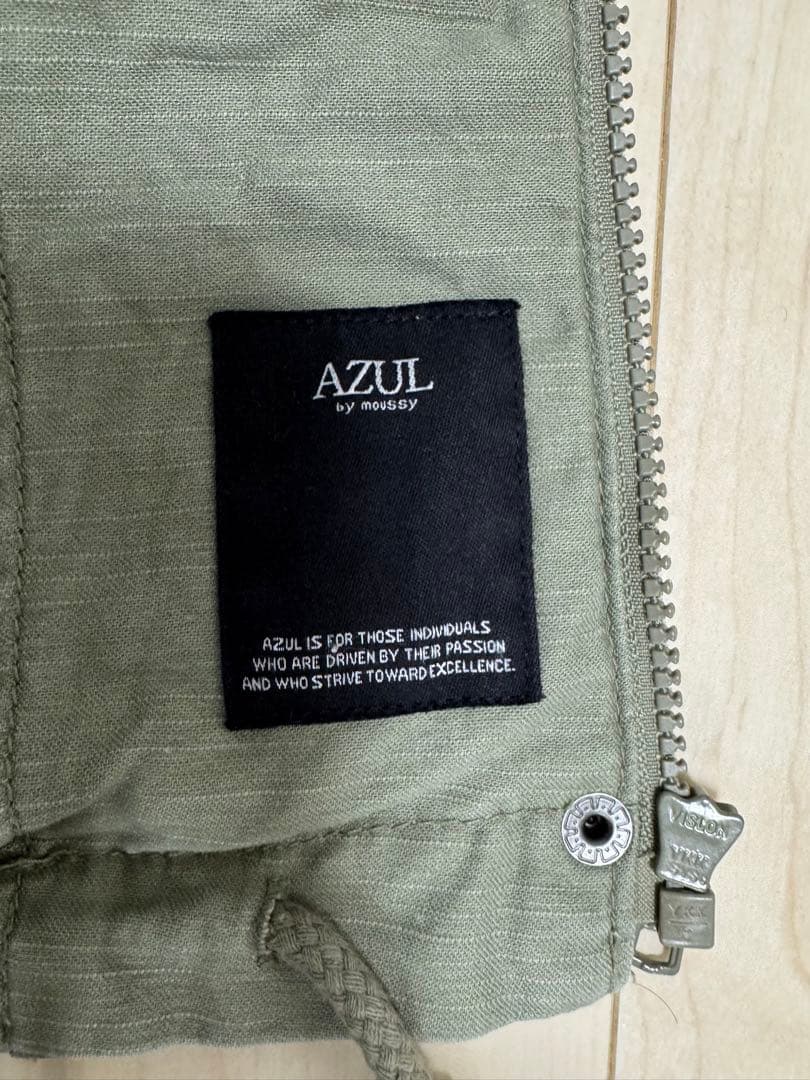 AZUL
by moussy
AZUL IS FOR THOSE INDIVIDUALS
WHO ARE DRIVEN BY THEIR PASSION
AND WHO STRIVE TOWARD EXCELLENCE.
VISLON
YKK